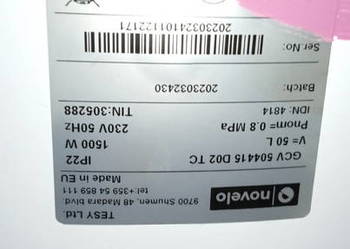 TESY Ltd.
9700 Shumen, 48 Madara blvd.
tel:+359 54 859 111
novelo
Made in EU
GCV 504415 D02 TC IP22
V= 50 L 1500 W
Pnom= 0.8 MPa 230V 50Hz
IDN: 4814 TIN:305288
Batch: 2023032430
Ser No: 20230324101122171